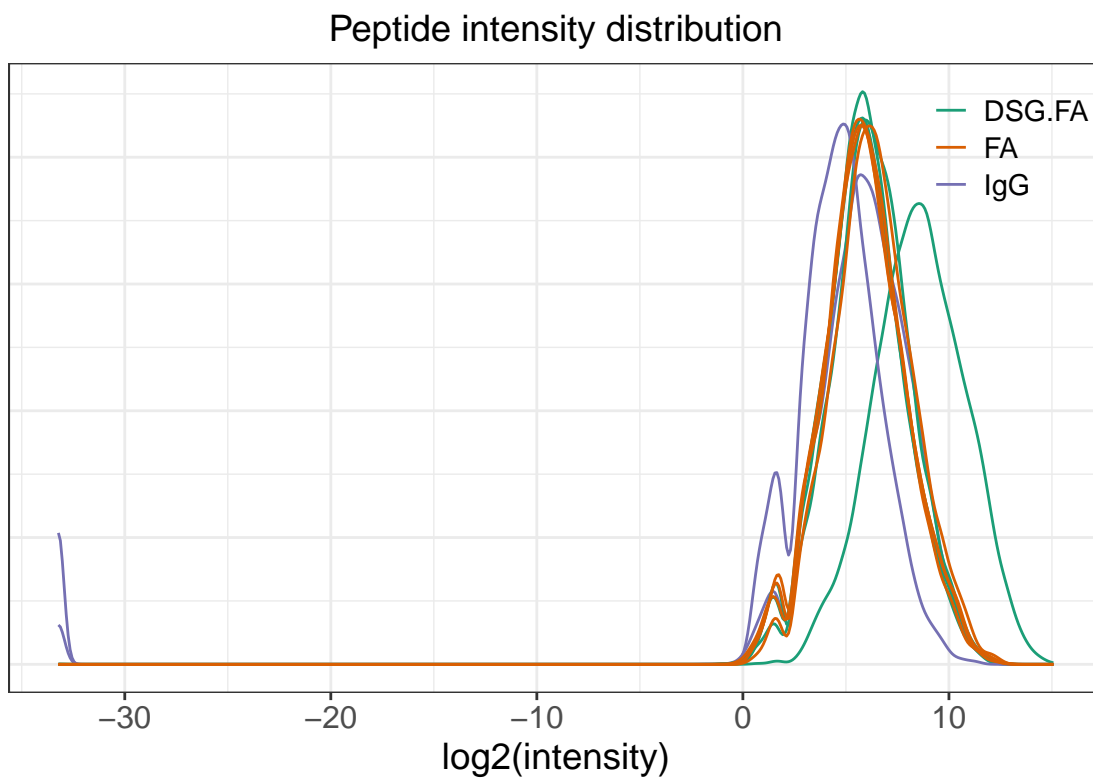 Peptide intensity distribution
DSG.FA
FA
IgG
−30
−20
−10
0
10
log2(intensity)